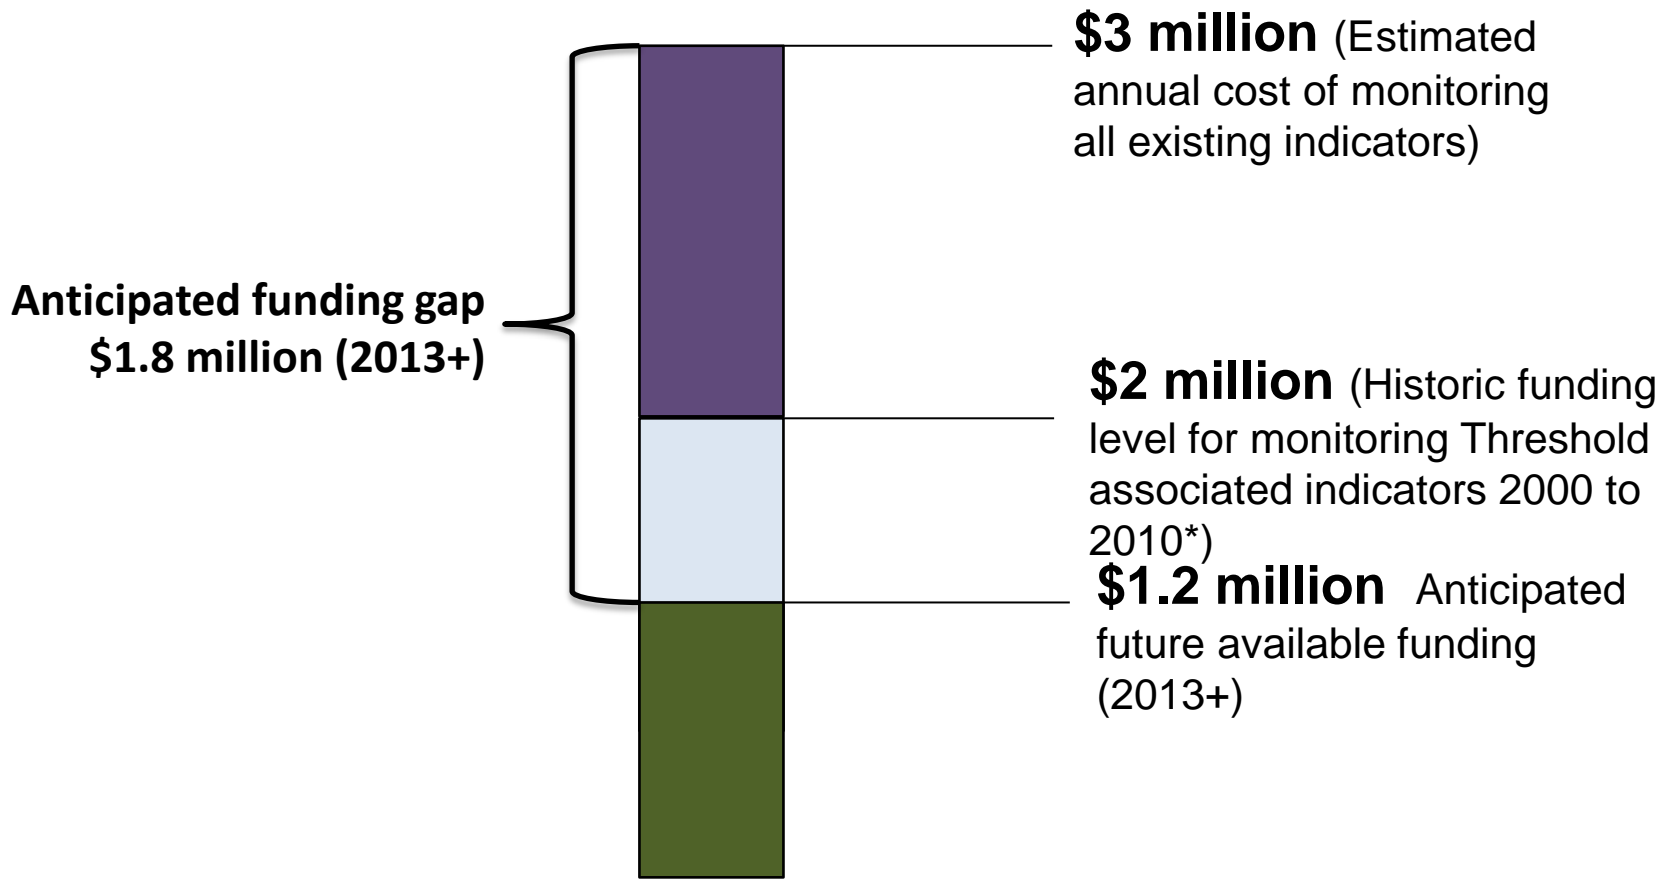 $3 million (Estimated
annual cost of monitoring
all existing indicators)
Anticipated funding gap
$1.8 million (2013+)
$2 million (Historic funding
level for monitoring Threshold
associated indicators 2000 to
2010*)
$1.2 million Anticipated
future available funding
(2013+)